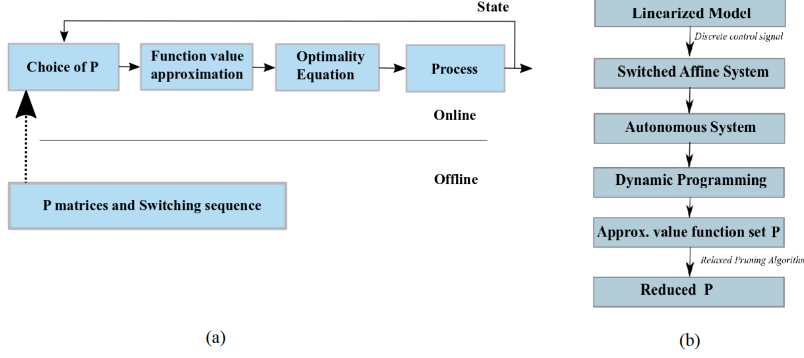 State
Choice of P
Function value
approximation
Optimality
Equation
Process
Online
Offline
P matrices and Switching sequence
(a)
Linearized Model
Discrete control signal
Switched Affine System
Autonomous System
Dynamic Programming
Approx. value function set P
Relaxed Pruning Algorithm
Reduced P
(b)